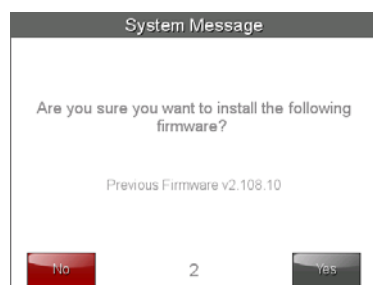 System Message
Are you sure you want to install the following
firmware?
Previous Firmware v2.108.10
No 2 Yes